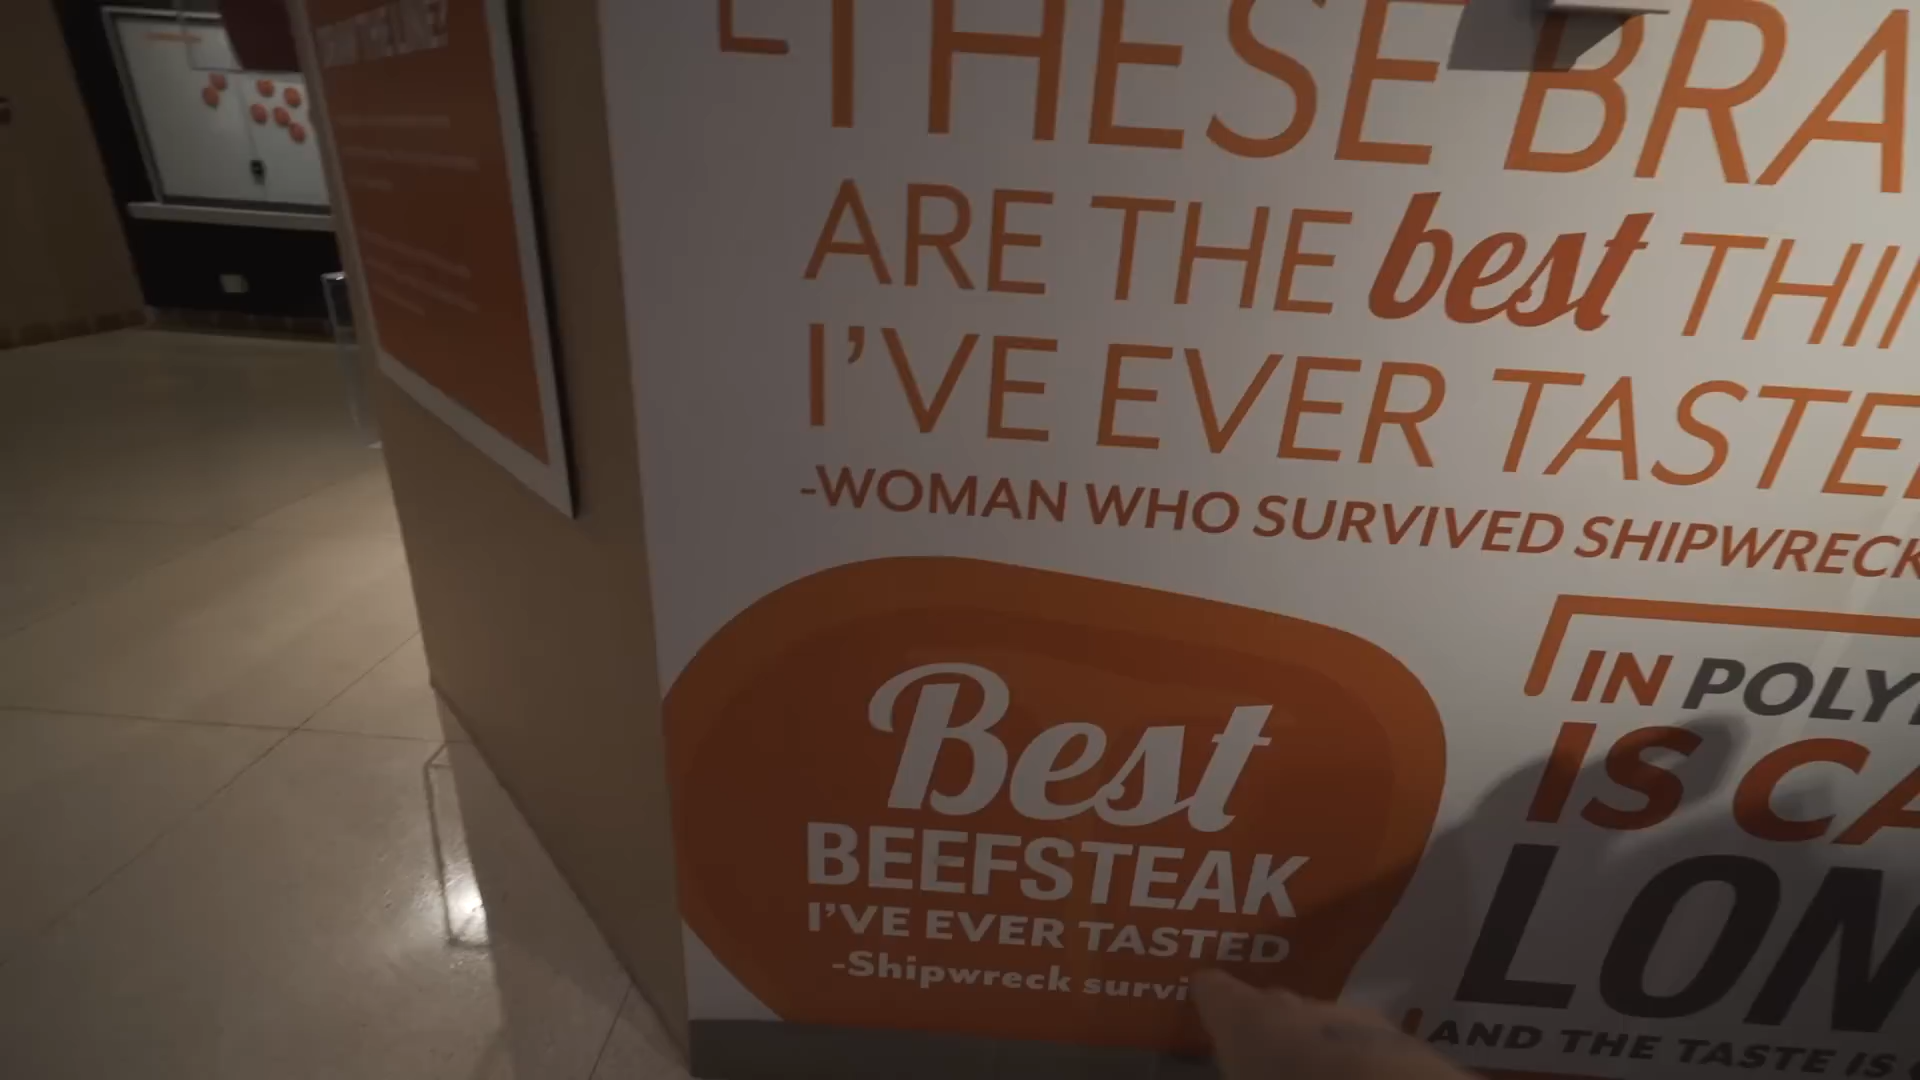 THESE BRA
ARE THE best THI
I'VE EVER TASTE
-WOMAN WHO SURVIVED SHIPWRECK
Best
BEEFSTEAK
I'VE EVER TASTED
-Shipwreck survi
IN POLY
IS CA
LON
AND THE TASTE IS